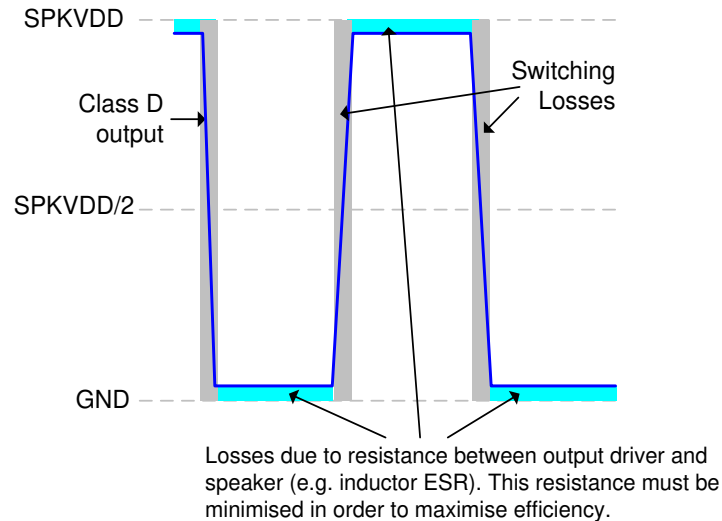 SPKVDD
Switching
Losses
Class D
output
SPKVDD/2
GND
Losses due to resistance between output driver and
speaker (e.g. inductor ESR). This resistance must be
minimised in order to maximise efficiency.